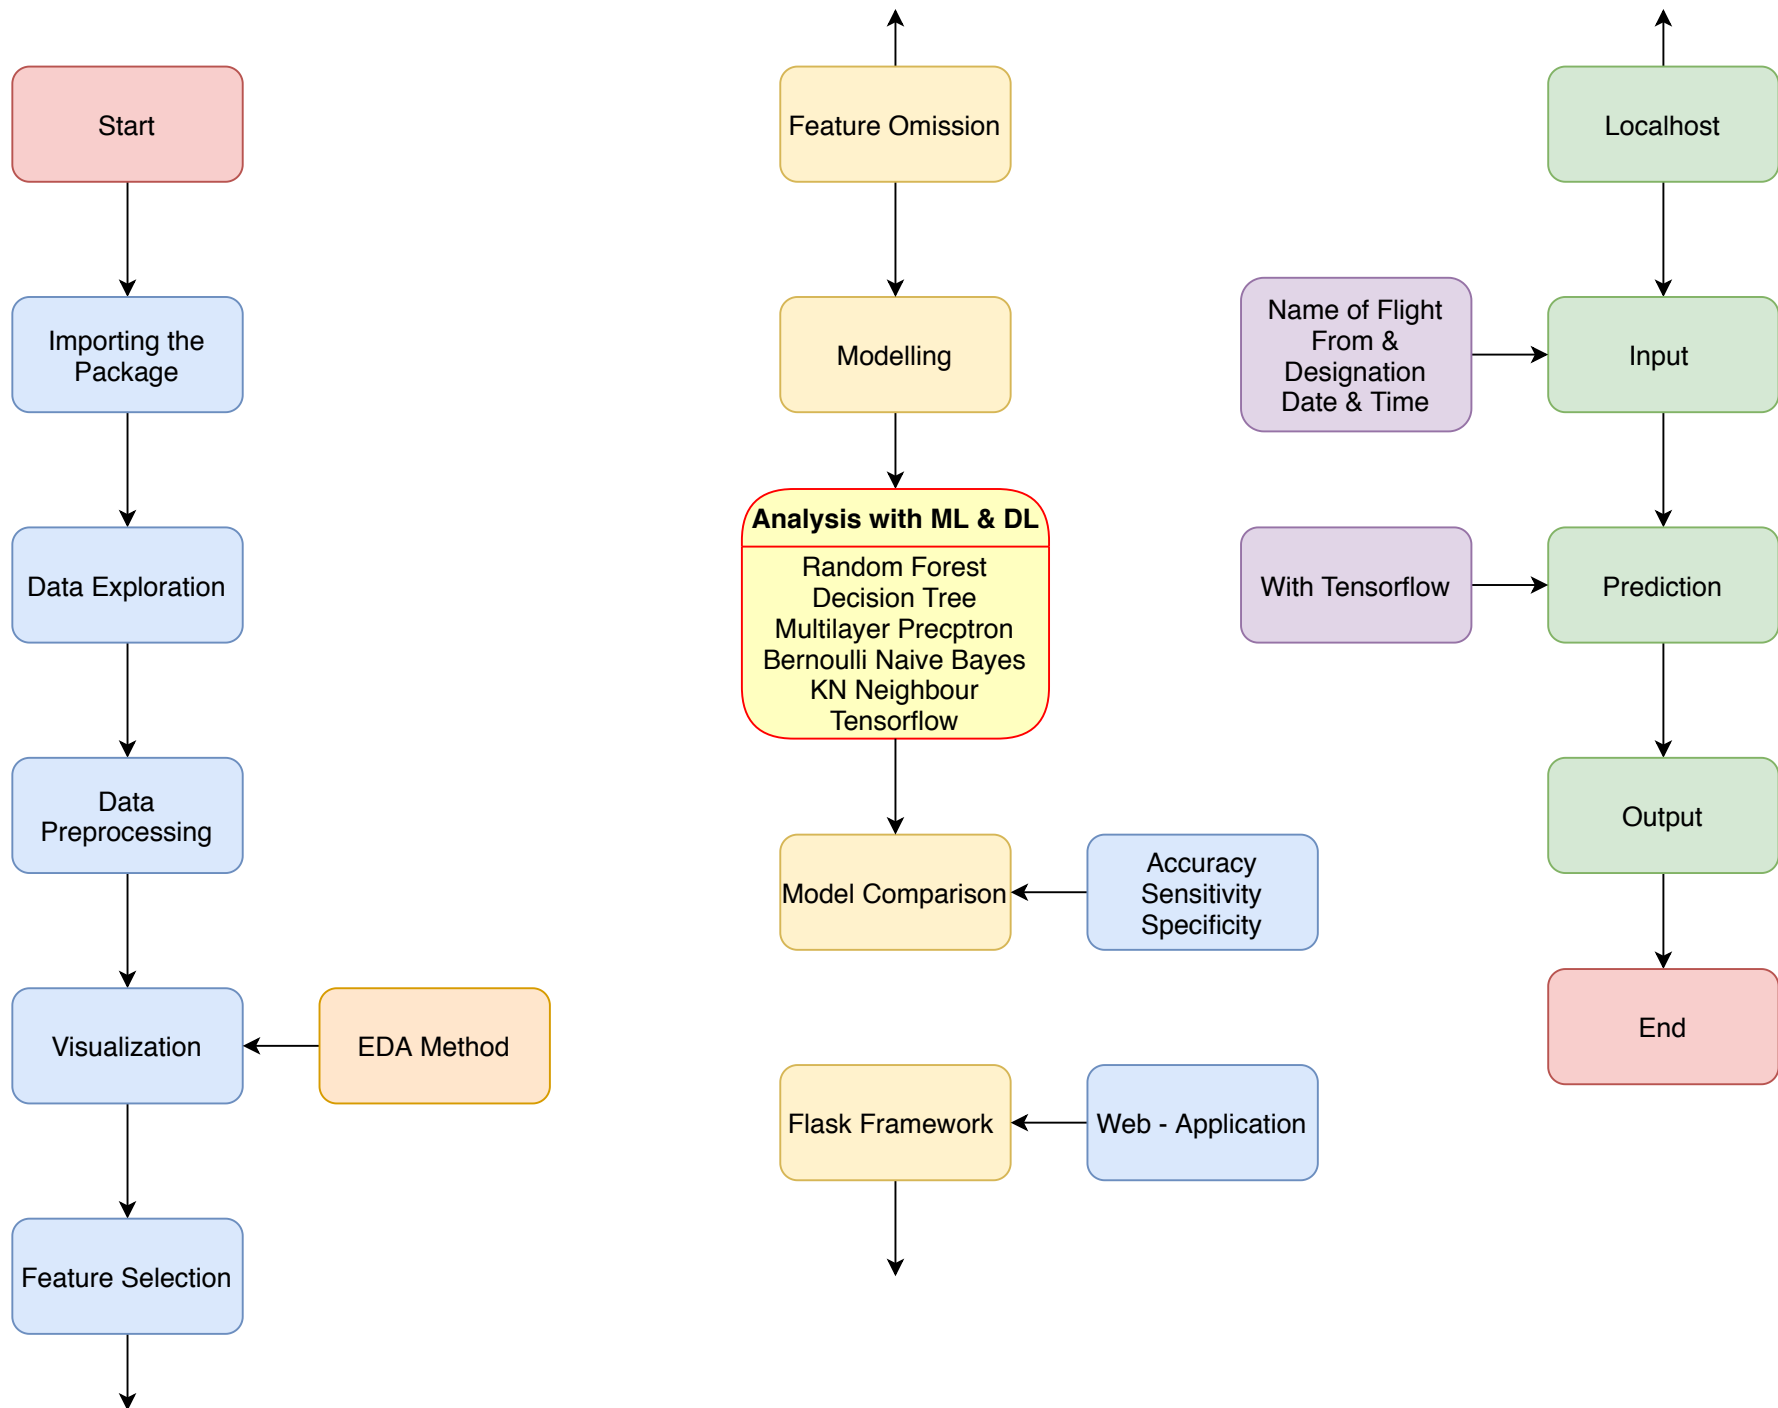 Start
Importing the
Package
Data Exploration
Data
Preprocessing
Visualization
EDA Method
Feature Selection
Feature Omission
Modelling
Analysis with ML & DL
Random Forest
Decision Tree
Multilayer Precptron
Bernoulli Naive Bayes
KN Neighbour
Tensorflow
Model Comparison
Accuracy
Sensitivity
Specificity
Flask Framework
Web - Application
Localhost
Name of Flight
From &
Designation
Date & Time
Input
With Tensorflow
Prediction
Output
End